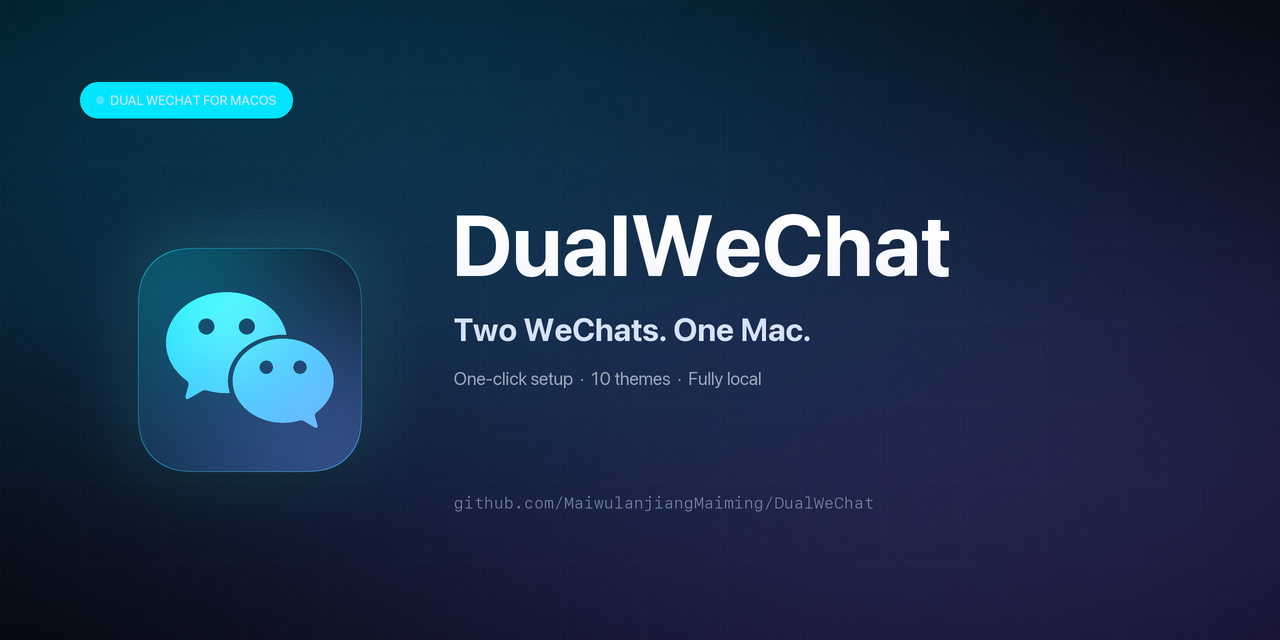 DUAL WECHAT FOR MACOS
DualWeChat
Two WeChats. One Mac.
One-click setup · 10 themes · Fully local
github.com/MaiwulanjiangMaiming/DualWeChat